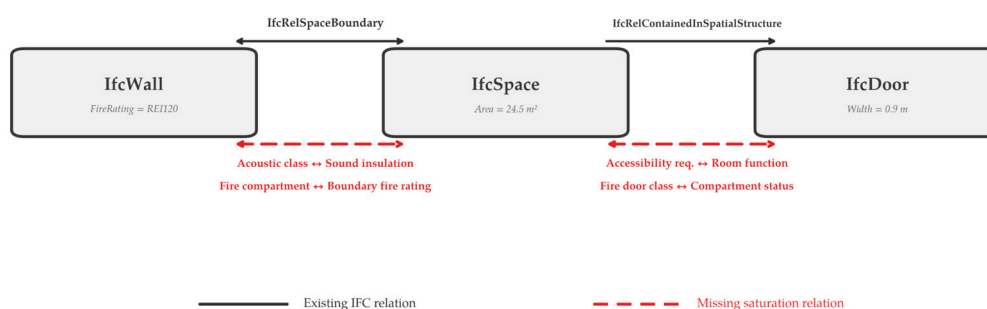 IfcRelSpaceBoundary
IfcRelContainedInSpatialStructure
IfcWall
FireRating = REI120
IfcSpace
Area = 24.5 m²
IfcDoor
Width = 0.9 m
Acoustic class ↔ Sound insulation
Fire compartment ↔ Boundary fire rating
Accessibility req. ↔ Room function
Fire door class ↔ Compartment status
Existing IFC relation
Missing saturation relation